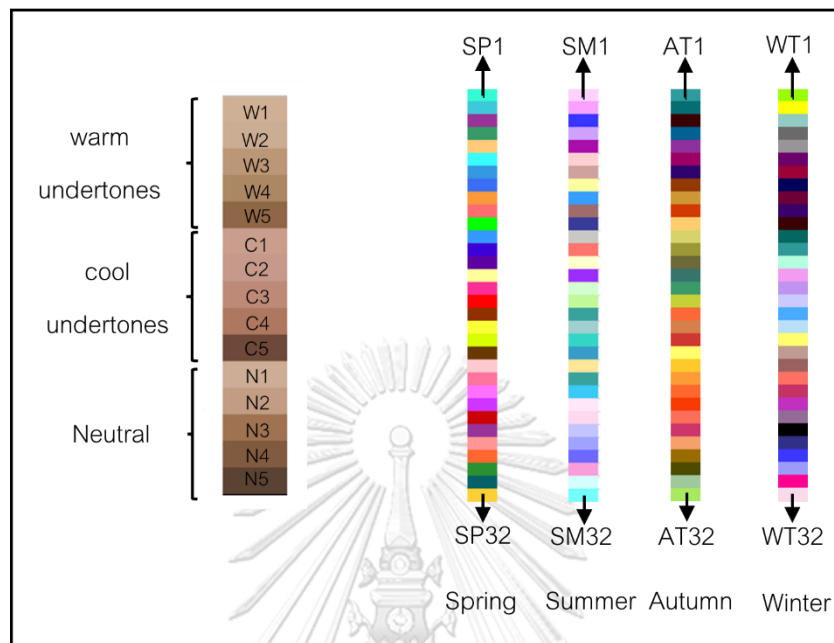 SP1 SM1 AT1 WT1
W1
warm
W2
W3
undertones
W4
W5
C1
cool
C2
C3
undertones
C4
C5
N1
N2
Neutral
N3
N4
N5
SP32 SM32 AT32 WT32
Spring Summer Autumn Winter